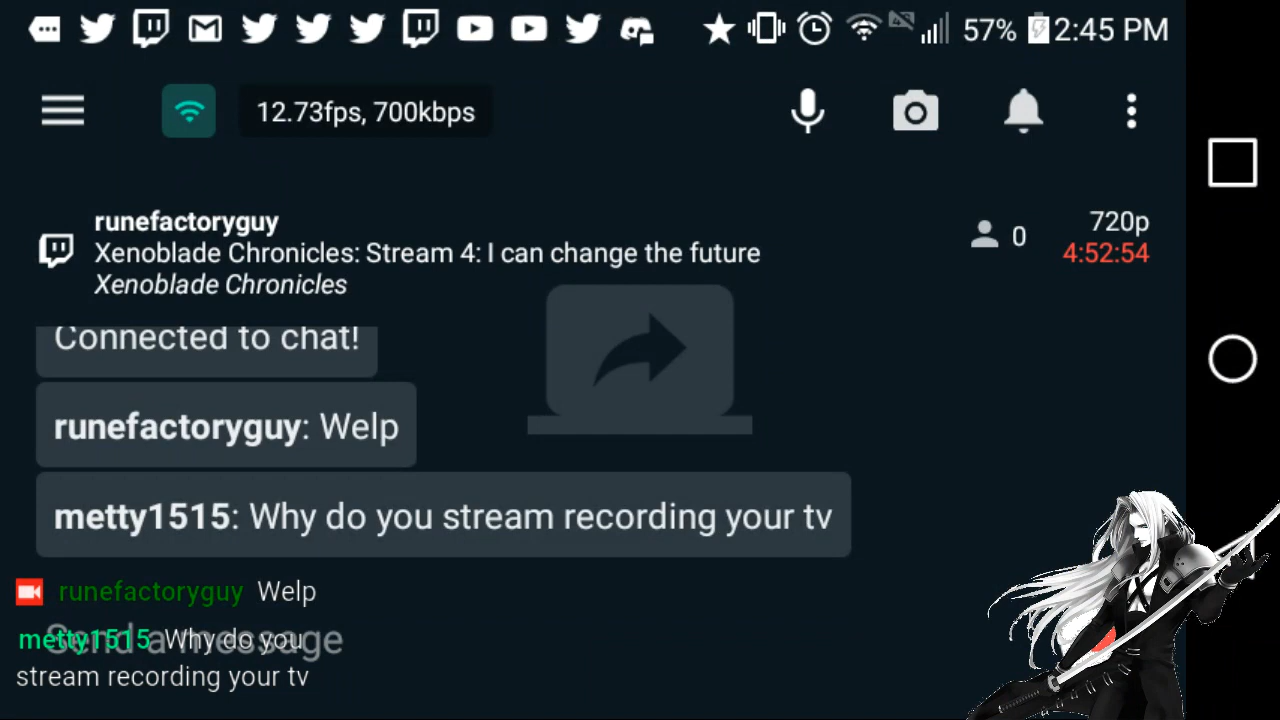 57% 2:45 PM
12.73fps, 700kbps
runefactoryguy
Xenoblade Chronicles: Stream 4: I can change the future
Xenoblade Chronicles
0
720p
4:52:54
Connected to chat!
runefactoryguy: Welp
metty1515: Why do you stream recording your tv
runefactoryguy Welp
Send a message
metty1515 Why do you
stream recording your tv